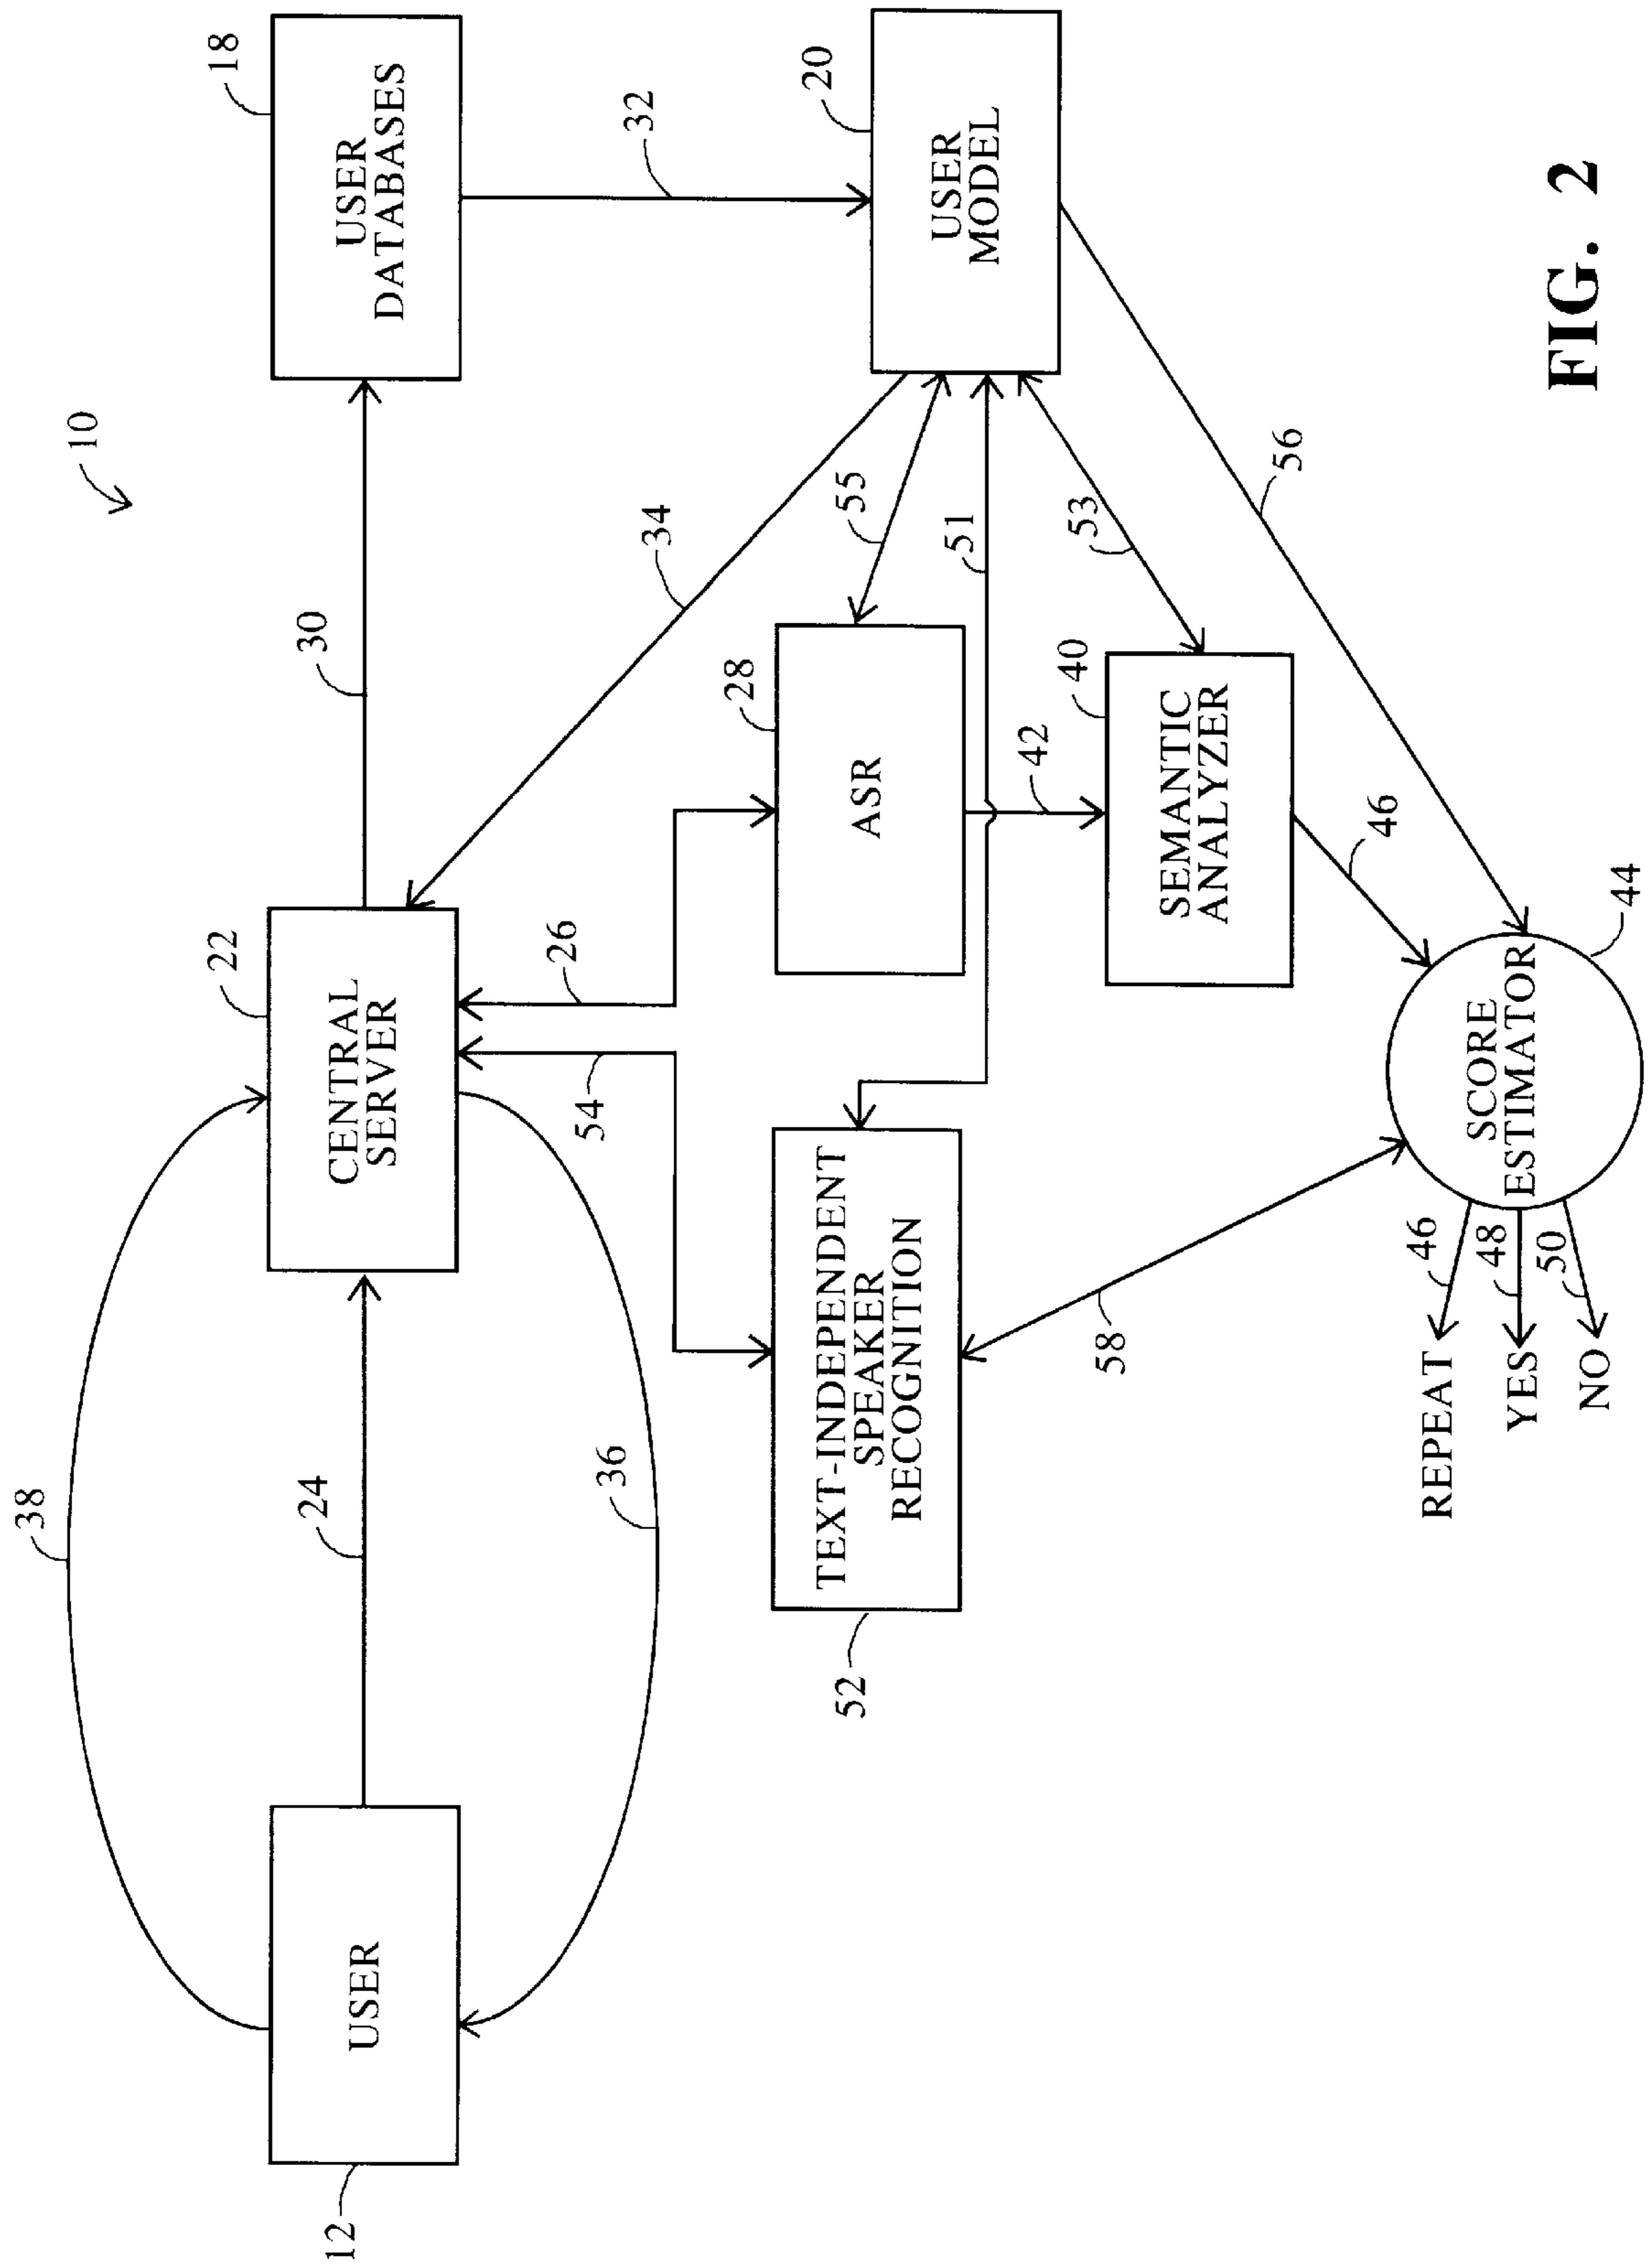 10
38
12
USER
24
36
22
CENTRAL
SERVER
30
18
USER
DATABASES
32
34
54
26
52
TEXT-INDEPENDENT
SPEAKER
RECOGNITION
28
ASR
55
20
USER
MODEL
51
42
53
40
SEMANTIC
ANALYZER
58
46
56
44
SCORE
ESTIMATOR
REPEAT
46
YES
48
NO
50
FIG. 2